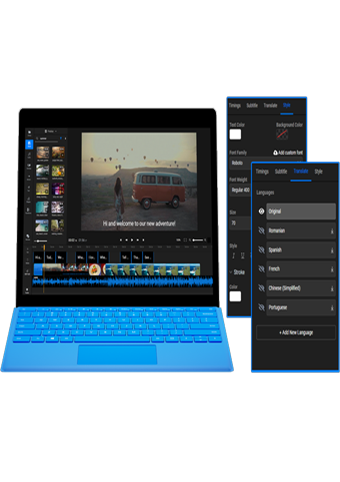 Hi and welcome to our new adventure!
Timings Subtitle Translate Style
Text Color
Background Color
Font Family
Add custom font
Roboto
Font Weight
Regular 400
Size
70
Style
I U
Stroke
Color
Timings Subtitle Translate Style
Languages
Original
Romanian
Spanish
French
Chinese (Simplified)
Portuguese
+ Add New Language